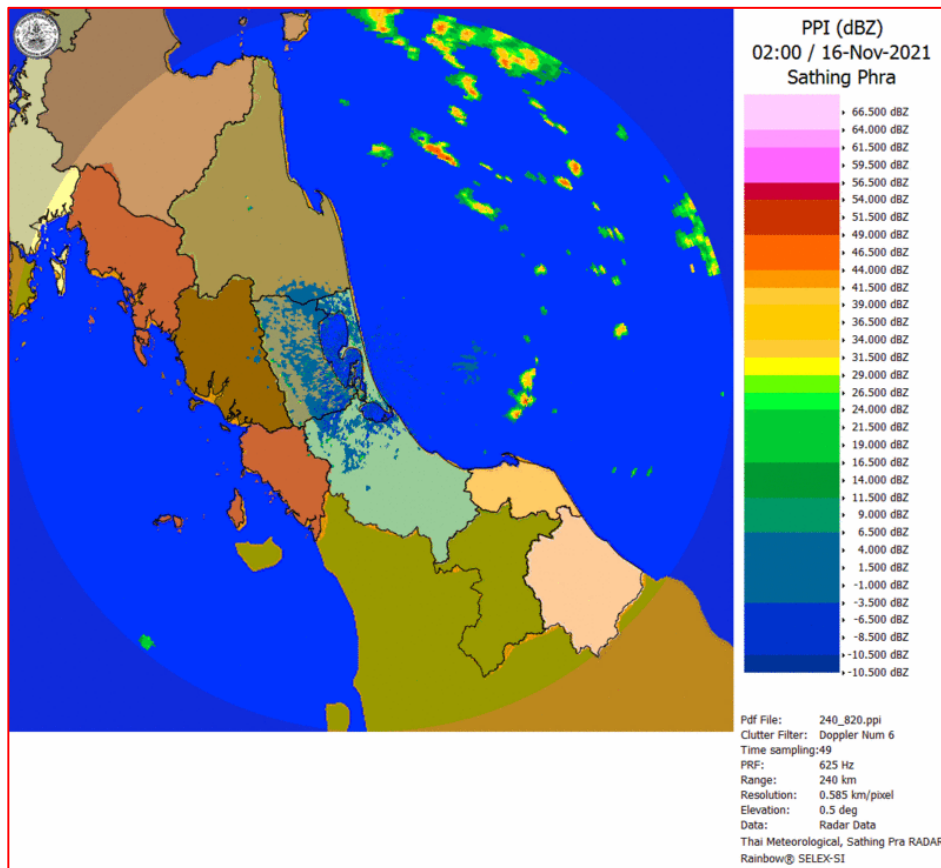 PPI (dBZ)
02:00 / 16-Nov-2021
Sathing Phra
66.500 dBZ
64.000 dBZ
61.500 dBZ
59.500 dBZ
56.500 dBZ
54.000 dBZ
51.500 dBZ
49.000 dBZ
46.500 dBZ
44.000 dBZ
41.500 dBZ
39.000 dBZ
36.500 dBZ
34.000 dBZ
31.500 dBZ
29.000 dBZ
26.500 dBZ
24.000 dBZ
21.500 dBZ
19.000 dBZ
16.500 dBZ
14.000 dBZ
11.500 dBZ
9.000 dBZ
6.500 dBZ
4.000 dBZ
1.500 dBZ
-1.000 dBZ
-3.500 dBZ
-6.500 dBZ
-8.500 dBZ
-10.500 dBZ
-10.500 dBZ
Pdf File: 240_820.ppi
Clutter Filter: Doppler Num 6
Time sampling:49
PRF: 625 Hz
Range: 240 km
Resolution: 0.585 km/pixel
Elevation: 0.5 deg
Data: Radar Data
Thai Meteorological, Sathing Pra RADAR
Rainbow® SELEX-SI